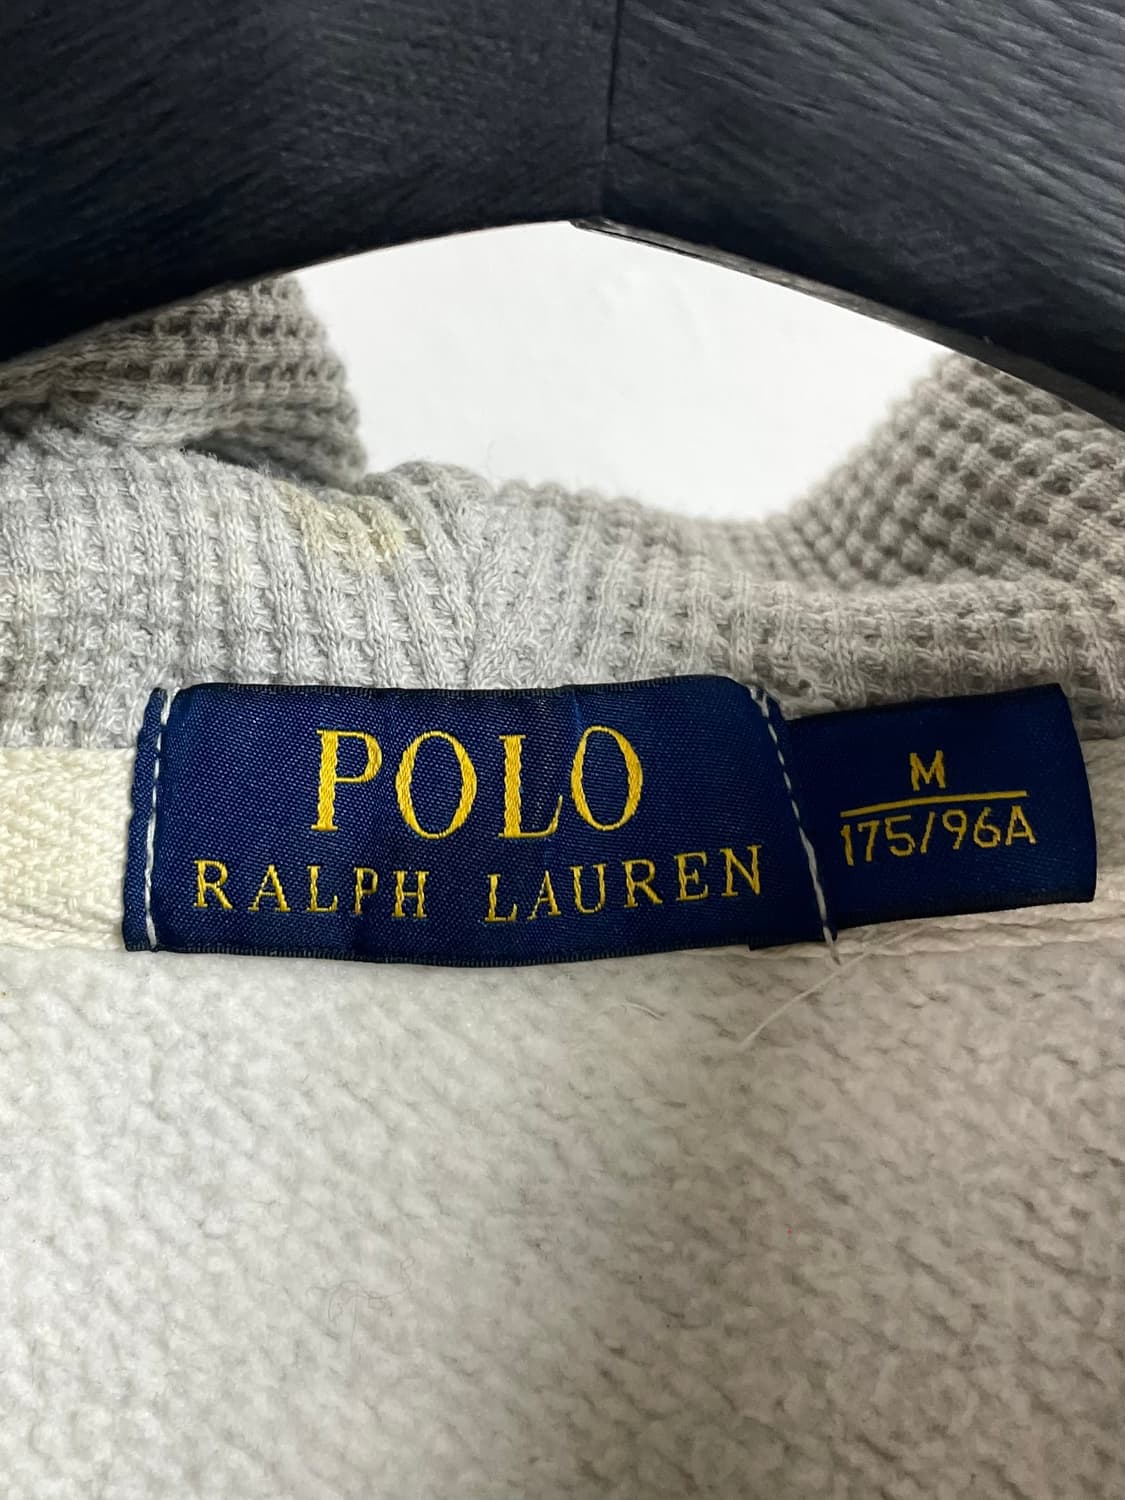 POLO
RALPH LAUREN
M
175/96A